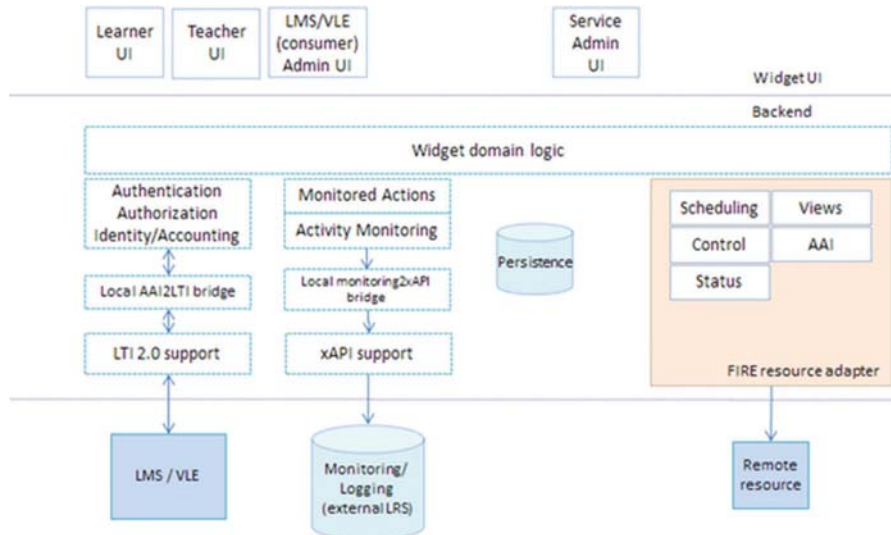 Learner
UI
Teacher
UI
LMS/VLE
(consumer)
Admin UI
Service
Admin
UI
Widget UI
Backend
Widget domain logic
Authentication
Authorization
Identity/Accounting
Monitored Actions
Activity Monitoring
Persistence
Scheduling
Views
Control
AAI
Status
Local AAI2LTI bridge
Local monitoring2xAPI
bridge
LTI 2.0 support
xAPI support
FIRE resource adapter
LMS / VLE
Monitoring/
Logging
(external LRS)
Remote
resource